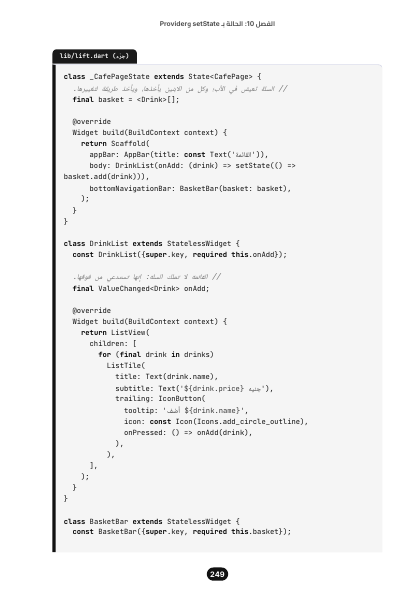 الفصل 10: الحالة بـ setState وProvider
lib/lift.dart (جزء)
class _CafePageState extends State<CafePage> {
// السلة تعيش في الأب؛ وكل من الابنين يأخذها، ويأخذ طريقة لتغييرها.
final basket = <Drink>[];
@override
Widget build(BuildContext context) {
return Scaffold(
appBar: AppBar(title: const Text('القائمة')),
body: DrinkList(onAdd: (drink) => setState(() =>
basket.add(drink))),
bottomNavigationBar: BasketBar(basket: basket),
);
}
}
class DrinkList extends StatelessWidget {
const DrinkList({super.key, required this.onAdd});
// القائمة لا تملك السلة؛ إنها تستدعي من فوقها.
final ValueChanged<Drink> onAdd;
@override
Widget build(BuildContext context) {
return ListView(
children: [
for (final drink in drinks)
ListTile(
title: Text(drink.name),
subtitle: Text('${drink.price} جنيه'),
trailing: IconButton(
tooltip: 'أضف ${drink.name}',
icon: const Icon(Icons.add_circle_outline),
onPressed: () => onAdd(drink),
),
),
],
);
}
}
class BasketBar extends StatelessWidget {
const BasketBar({super.key, required this.basket});
249